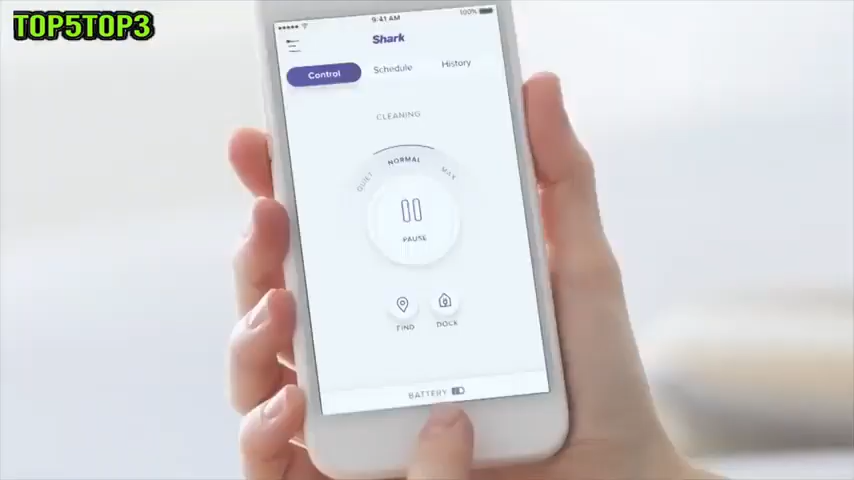 TOP5TOP3
9:41 AM
100%
Shark
Control
Schedule
History
CLEANING
QUIET
NORMAL
MAX
PAUSE
FIND
DOCK
BATTERY